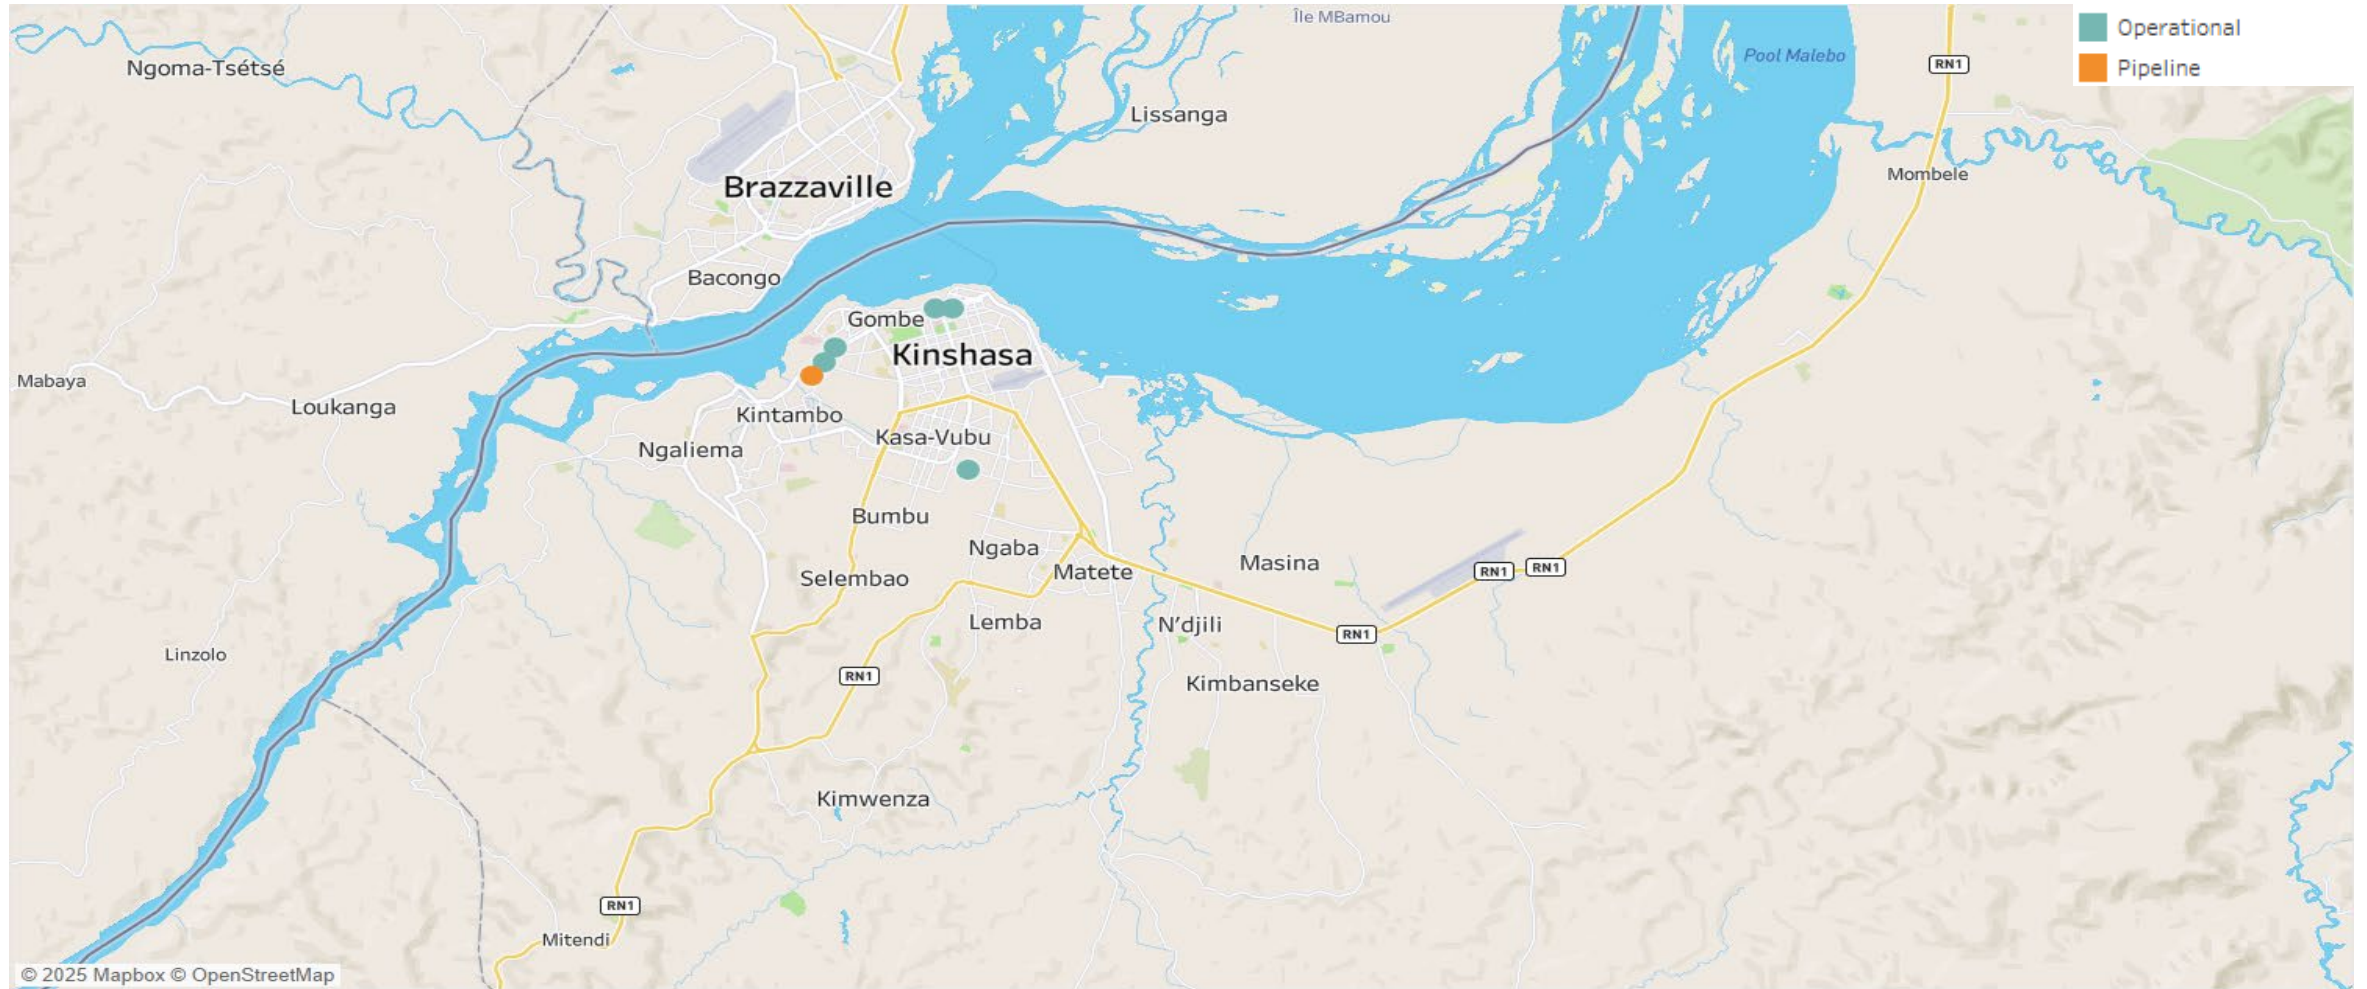 Île MBamou
Operational
Pool Malebo
RN1
Pipeline
Ngoma-Tsétsé
Lissanga
Mombele
Brazzaville
Bacongo
Gombe
Kinshasa
Mabaya
Loukanga
Kintambo
Kasa-Vubu
Ngaliema
Bumbu
Ngaba
Masina
Matete
RN1
RN1
Selembao
Lemba
N'djili
RN1
Linzolo
RN1
Kimbanseke
Kimwenza
RN1
Mitendi
© 2025 Mapbox © OpenStreetMap